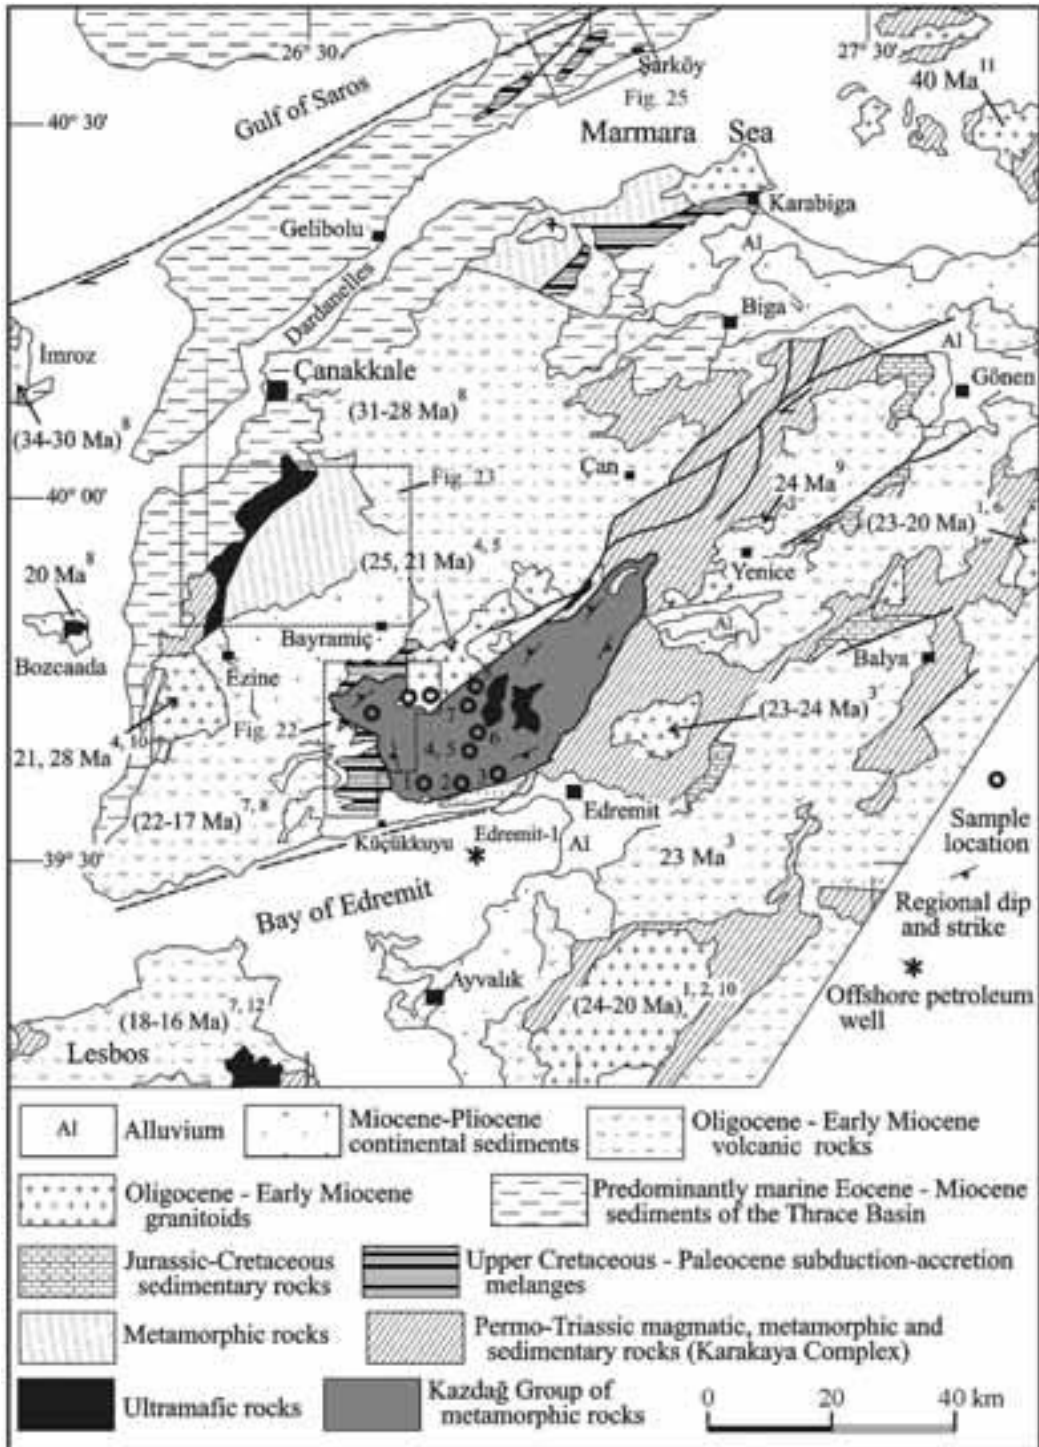 26° 30'
27° 30'
Şarköy
Fig. 25
40 Ma 11
Gulf of Saros
40° 30'
Marmara Sea
Karabiga
Al
Gelibolu
Dardanelles
Biga
Al
İmroz
Çanakkale
(31-28 Ma) 8
Gönen
(34-30 Ma) 8
Çan
Fig. 23
24 Ma 9
40° 00'
(23-20 Ma) 1, 6
(25, 21 Ma) 4, 5
20 Ma 8
Yenice
Bayramiç
Al
Bozcaada
Ezine
Balya
(23-24 Ma) 3
Fig. 22
7
6
4, 5
21, 28 Ma 4, 10
1
2
3
(22-17 Ma) 7, 8
Edremit
Küçükkuyu
Edremit-1
Al
23 Ma 3
Sample
location
39° 30'
Bay of Edremit
Regional dip
and strike
Ayvalık
(24-20 Ma) 1, 2, 10
Offshore petroleum
well
(18-16 Ma) 7, 12
Lesbos
Al
Alluvium
Miocene-Pliocene
continental sediments
Oligocene - Early Miocene
volcanic rocks
Oligocene - Early Miocene
granitoids
Predominantly marine Eocene - Miocene
sediments of the Thrace Basin
Jurassic-Cretaceous
sedimentary rocks
Upper Cretaceous - Paleocene subduction-accretion
melanges
Metamorphic rocks
Permo-Triassic magmatic, metamorphic and
sedimentary rocks (Karakaya Complex)
Ultramafic rocks
Kazdağ Group of
metamorphic rocks
0 20 40 km